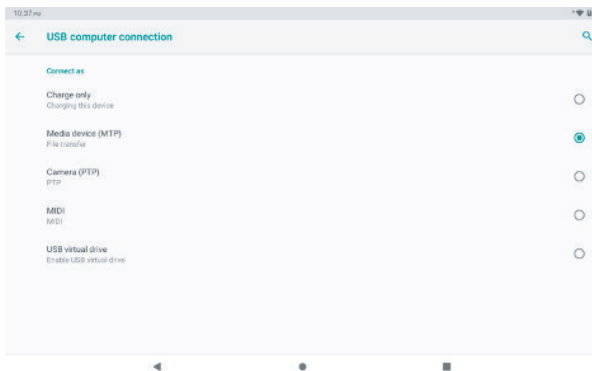 10:37 PM
USB computer connection
Connect as
Charge only
Charging this device
Media device (MTP)
File transfer
Camera (PTP)
PTP
MIDI
MIDI
USB virtual drive
Enable USB virtual drive